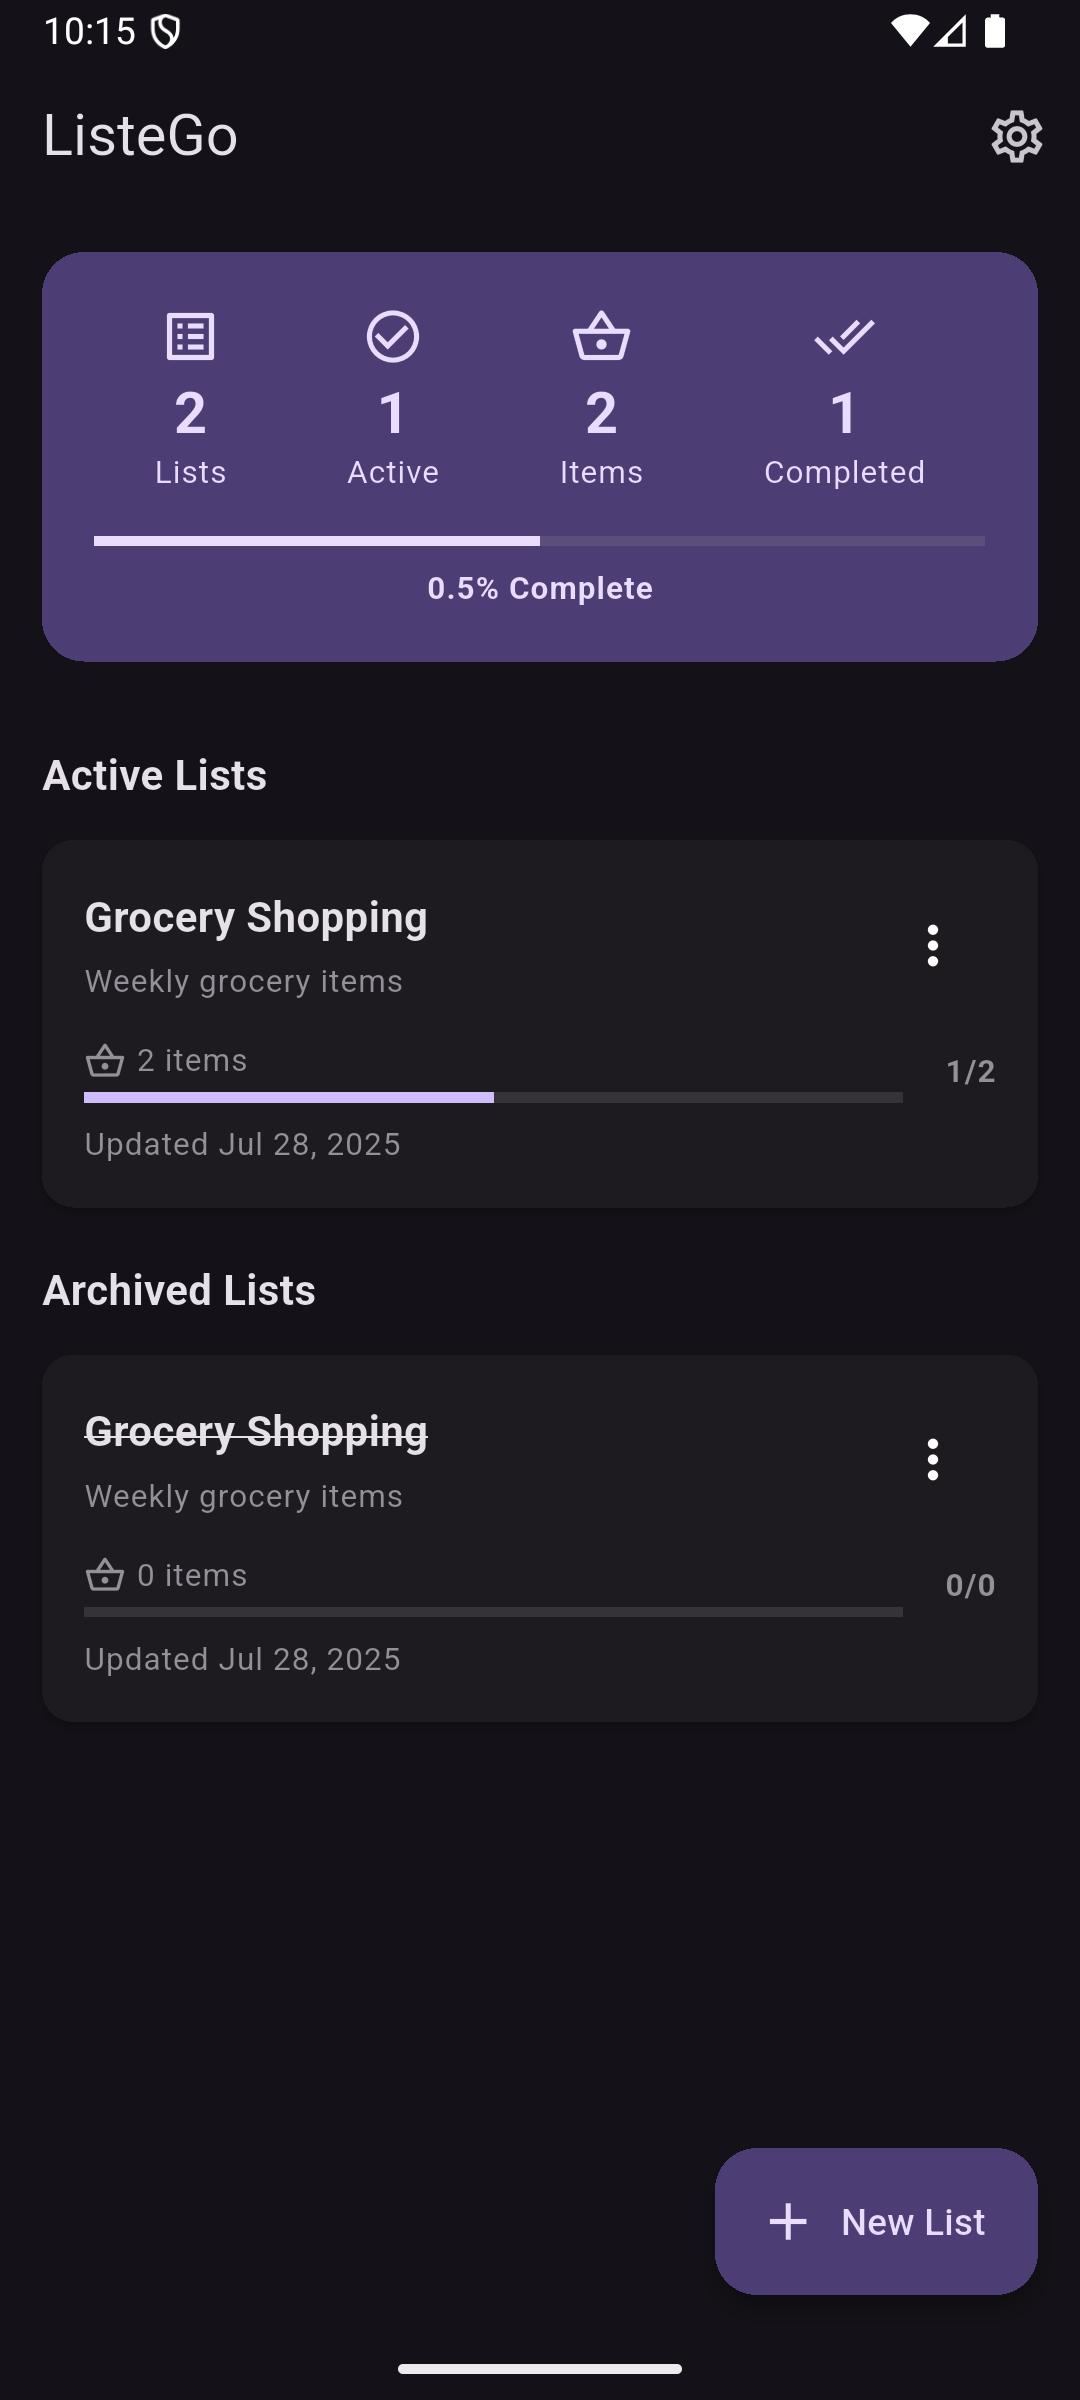 10:15
ListeGo
2 1 2 1
Lists Active Items Completed
0.5% Complete
Active Lists
Grocery Shopping
Weekly grocery items
2 items
1/2
Updated Jul 28, 2025
Archived Lists
Grocery Shopping
Weekly grocery items
0 items
0/0
Updated Jul 28, 2025
New List